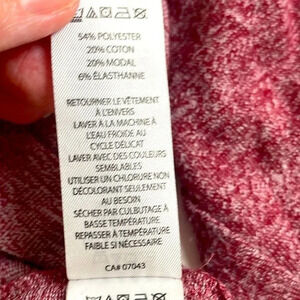 54% POLYESTER
20% COTON
20% MODAL
6% ÉLASTHANNE
RETOURNER LE VÊTEMENT
À L'ENVERS
LAVER À LA MACHINE À
L'EAU FROIDE AU
CYCLE DÉLICAT
LAVER AVEC DES COULEURS
SEMBLABLES
UTILISER UN CHLORURE NON
DÉCOLORANT SEULEMENT
AU BESOIN
SÉCHER PAR CULBUTAGE À
BASSE TEMPÉRATURE
REPASSER À TEMPÉRATURE
FAIBLE SI NÉCESSAIRE
CA# 07043